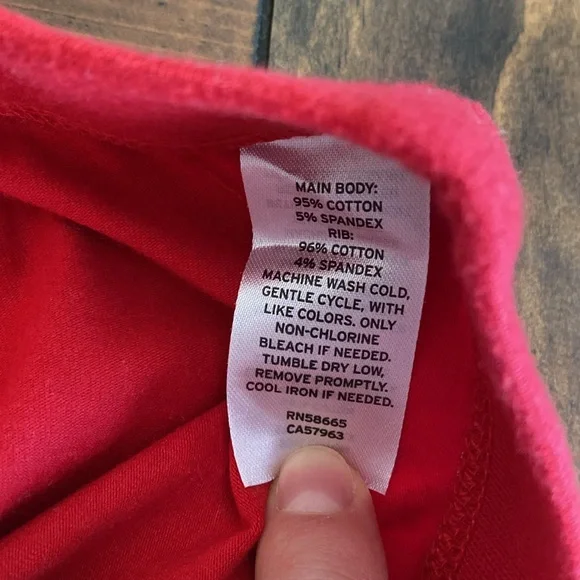 MAIN BODY:
95% COTTON
5% SPANDEX
RIB:
96% COTTON
4% SPANDEX
MACHINE WASH COLD,
GENTLE CYCLE, WITH
LIKE COLORS. ONLY
NON-CHLORINE
BLEACH IF NEEDED.
TUMBLE DRY LOW,
REMOVE PROMPTLY.
COOL IRON IF NEEDED.
RN58665
CA57963